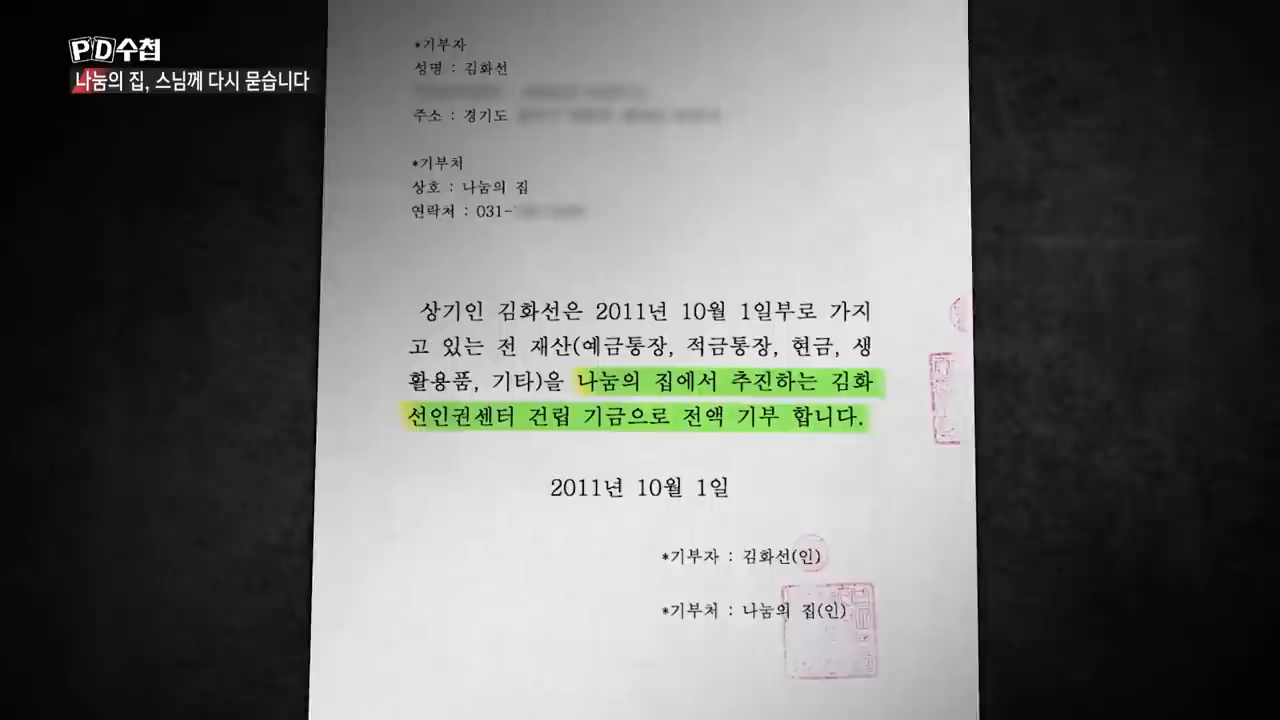 PD수첩
나눔의 집, 스님께 다시 묻습니다
*기부자
성명 : 김화선
주소 : 경기도
*기부처
상호 : 나눔의 집
연락처 : 031-
상기인 김화선은 2011년 10월 1일부로 가지
고 있는 전 재산(예금통장, 적금통장, 현금, 생
활용품, 기타)을 나눔의 집에서 추진하는 김화
선인권센터 건립 기금으로 전액 기부 합니다.
2011년 10월 1일
*기부자 : 김화선(인)
*기부처 : 나눔의 집(인)